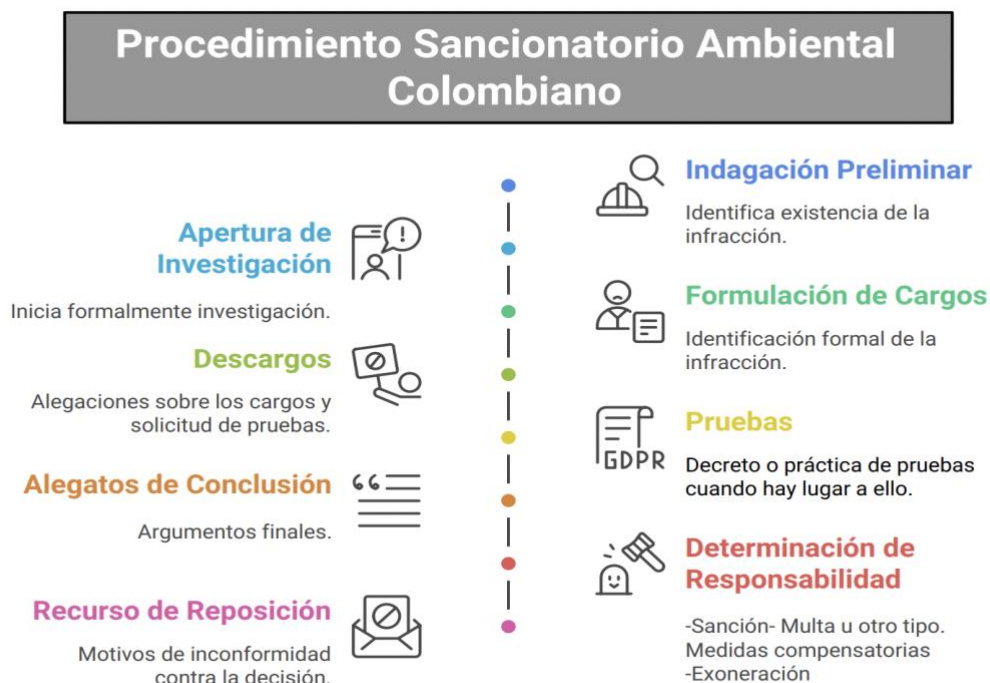 Procedimiento Sancionatorio Ambiental
Colombiano
Indagación Preliminar
Identifica existencia de la
infracción.
Apertura de
Investigación
Inicia formalmente investigación.
Formulación de Cargos
Identificación formal de la
infracción.
Descargos
Alegaciones sobre los cargos y
solicitud de pruebas.
Pruebas
GDPR
Decreto o práctica de pruebas
cuando hay lugar a ello.
Alegatos de Conclusión
Argumentos finales.
Determinación de
Responsabilidad
-Sanción- Multa u otro tipo.
Medidas compensatorias
-Exoneración
Recurso de Reposición
Motivos de inconformidad
contra la decisión.